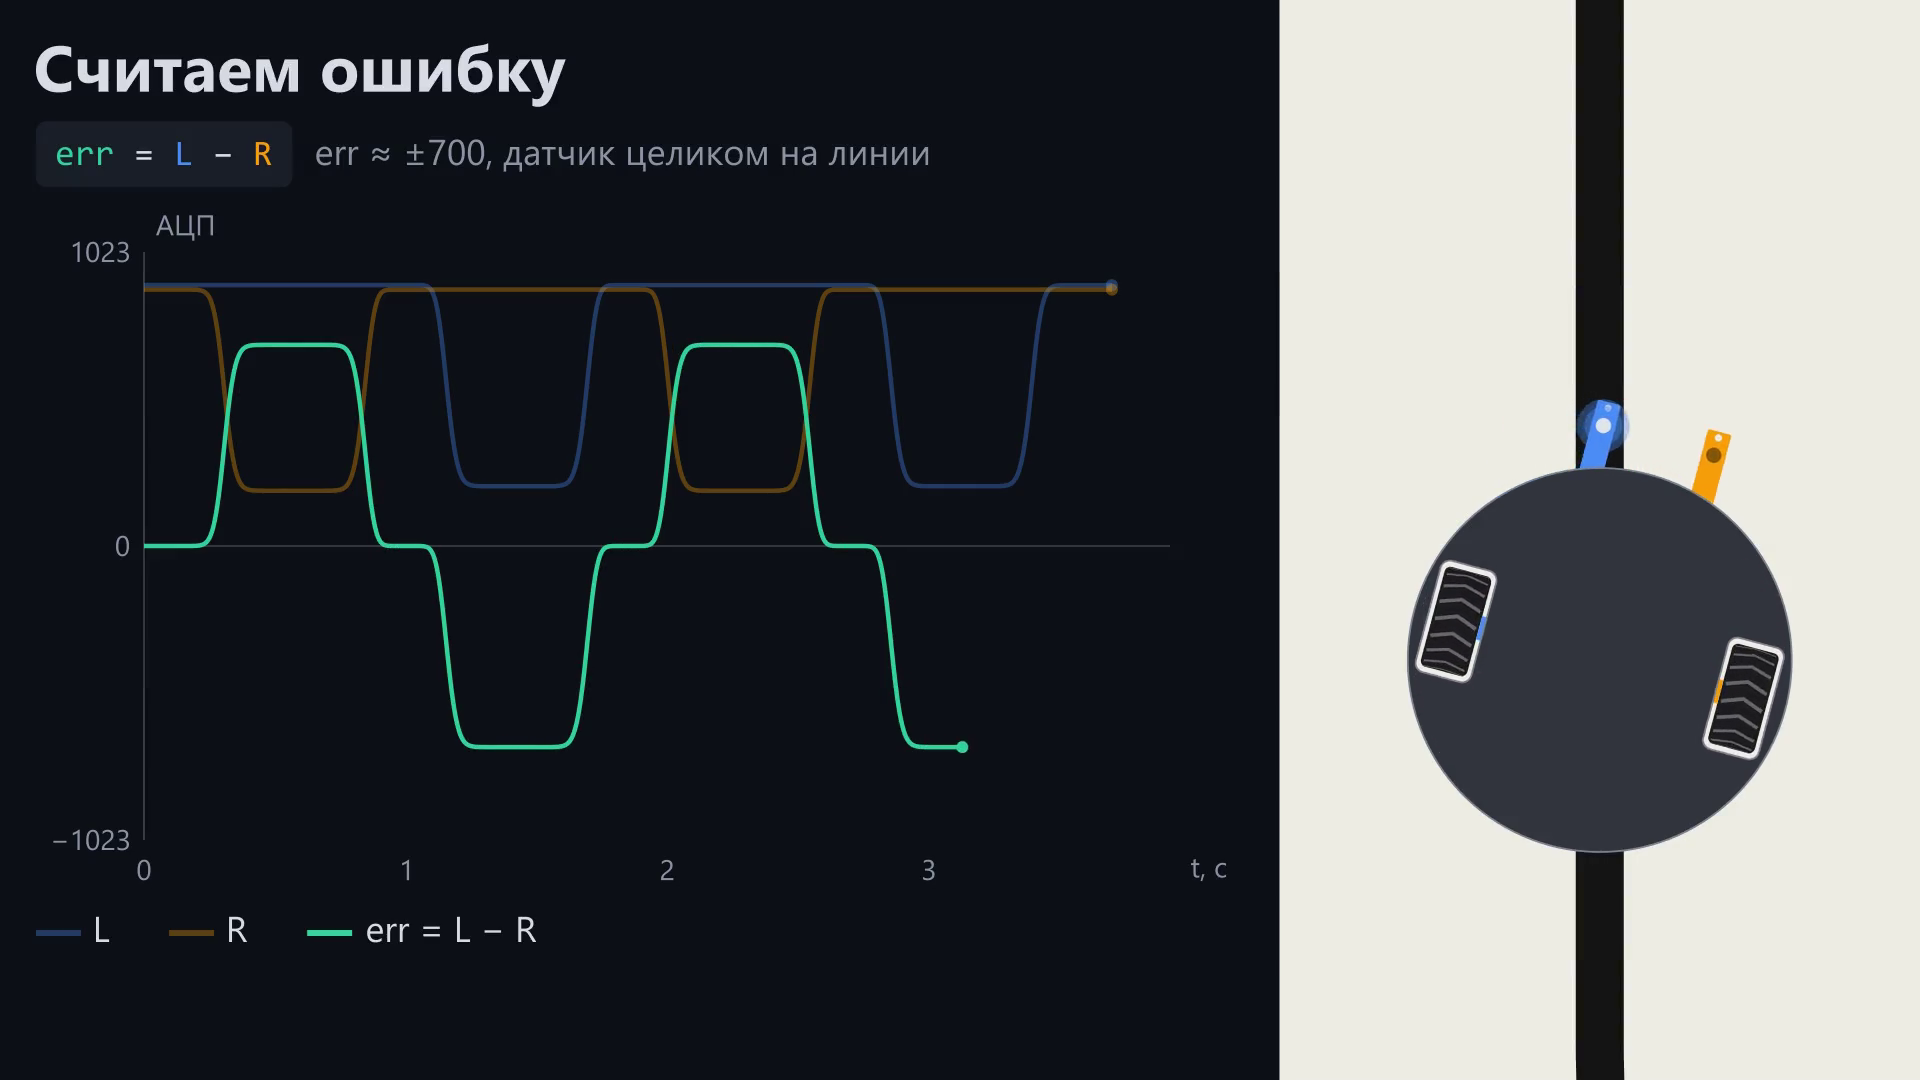 Считаем ошибку
err = L − R err ≈ ±700, датчик целиком на линии
АЦП
1023
0
−1023
0 1 2 3 t, с
L R err = L − R